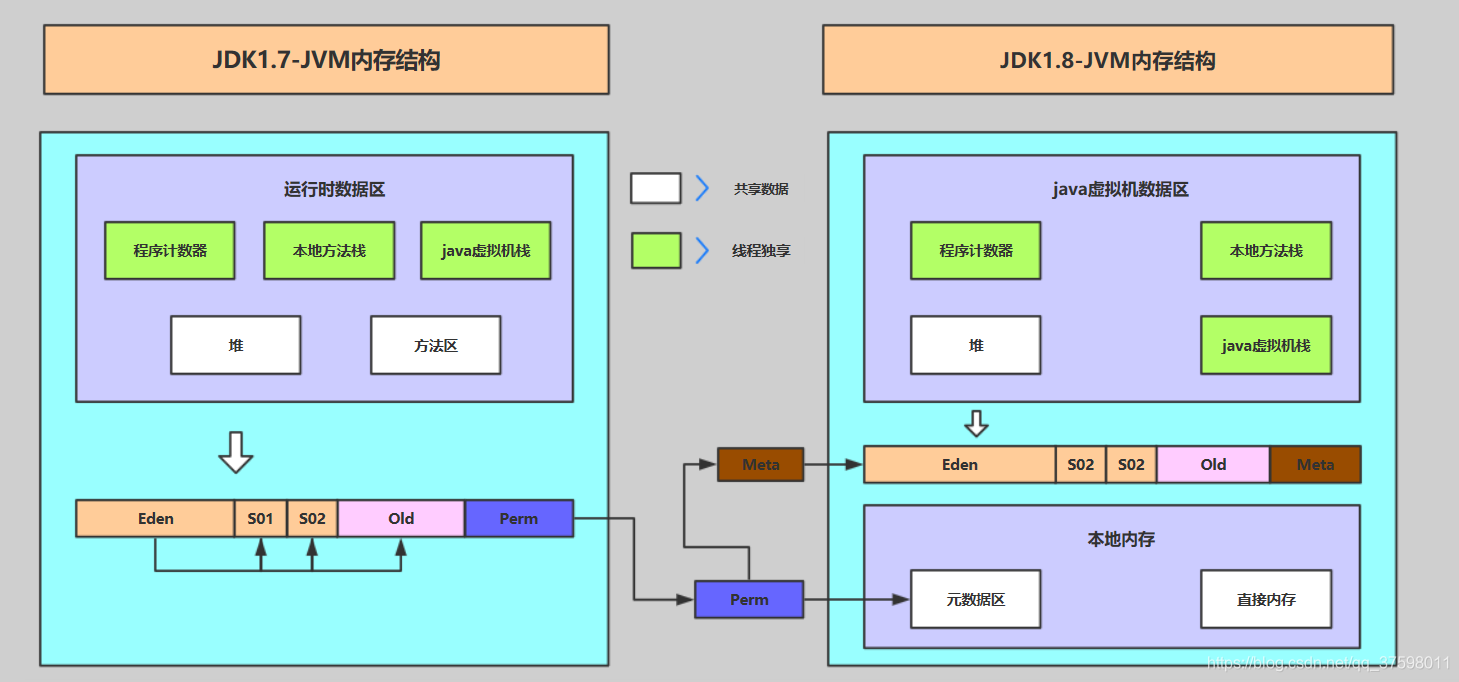 JDK1.7-JVM内存结构
JDK1.8-JVM内存结构
运行时数据区
程序计数器
本地方法栈
java虚拟机栈
堆
方法区
Eden
S01
S02
Old
Perm
共享数据
线程独享
Meta
Perm
java虚拟机数据区
程序计数器
本地方法栈
堆
java虚拟机栈
Eden
S02
S02
Old
Meta
本地内存
元数据区
直接内存
https://blog.csdn.net/qq_37598011